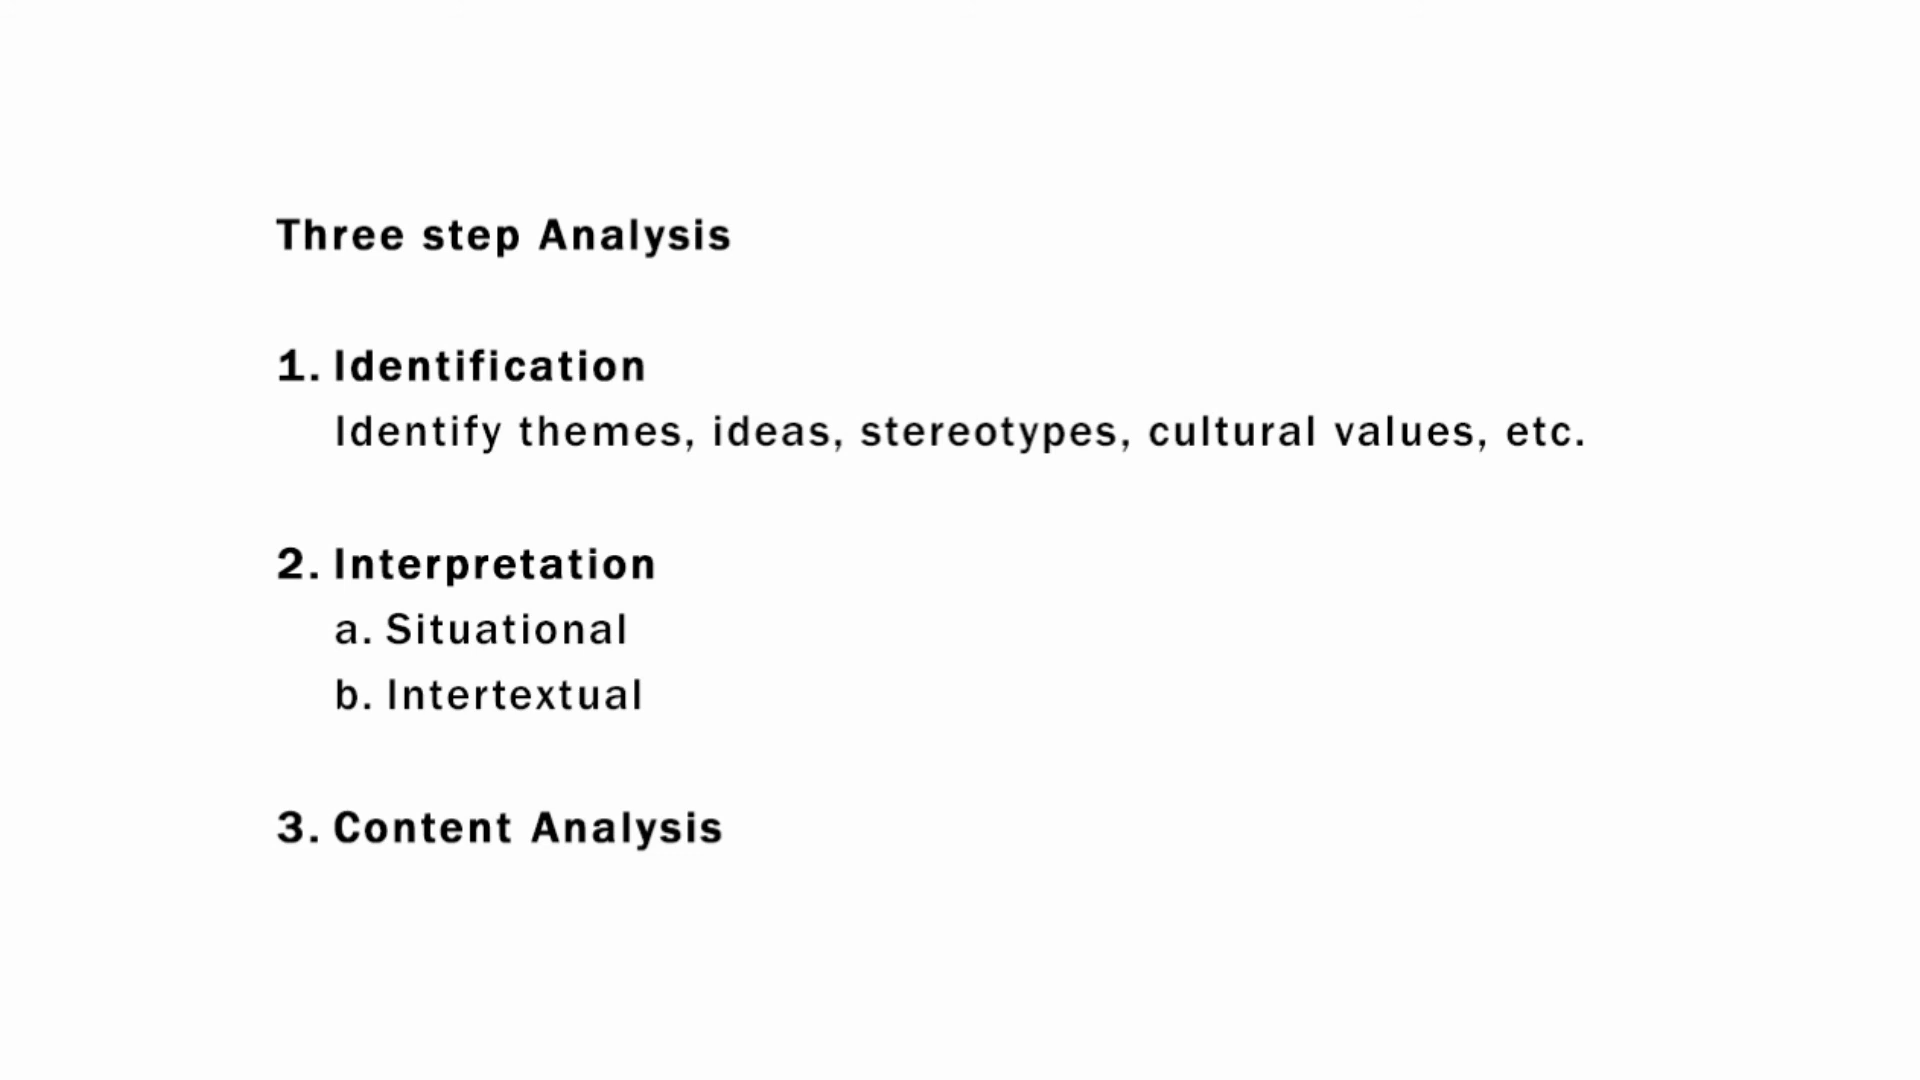 Three step Analysis
1. Identification
Identify themes, ideas, stereotypes, cultural values, etc.
2. Interpretation
a. Situational
b. Intertextual
3. Content Analysis